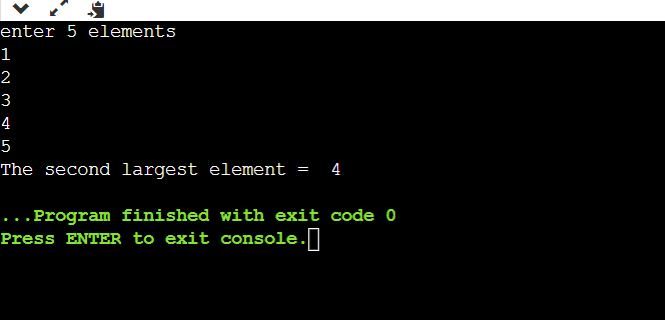 enter 5 elements
1
2
3
4
5
The second largest element =  4
...Program finished with exit code 0
Press ENTER to exit console.